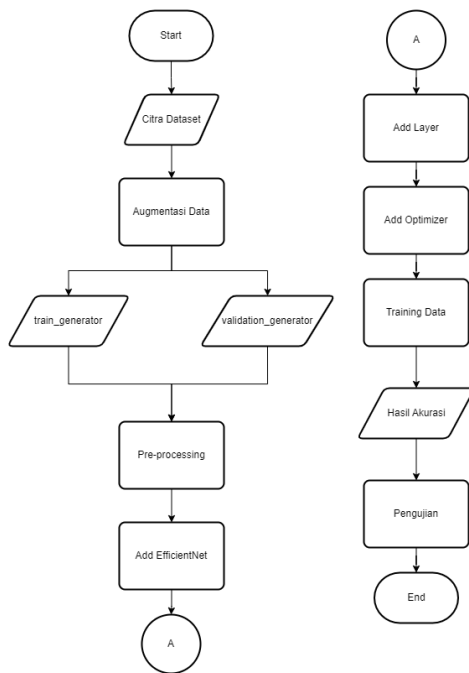 Start
Citra Dataset
Augmentasi Data
train_generator
validation_generator
Pre-processing
Add EfficientNet
A
A
Add Layer
Add Optimizer
Training Data
Hasil Akurasi
Pengujian
End